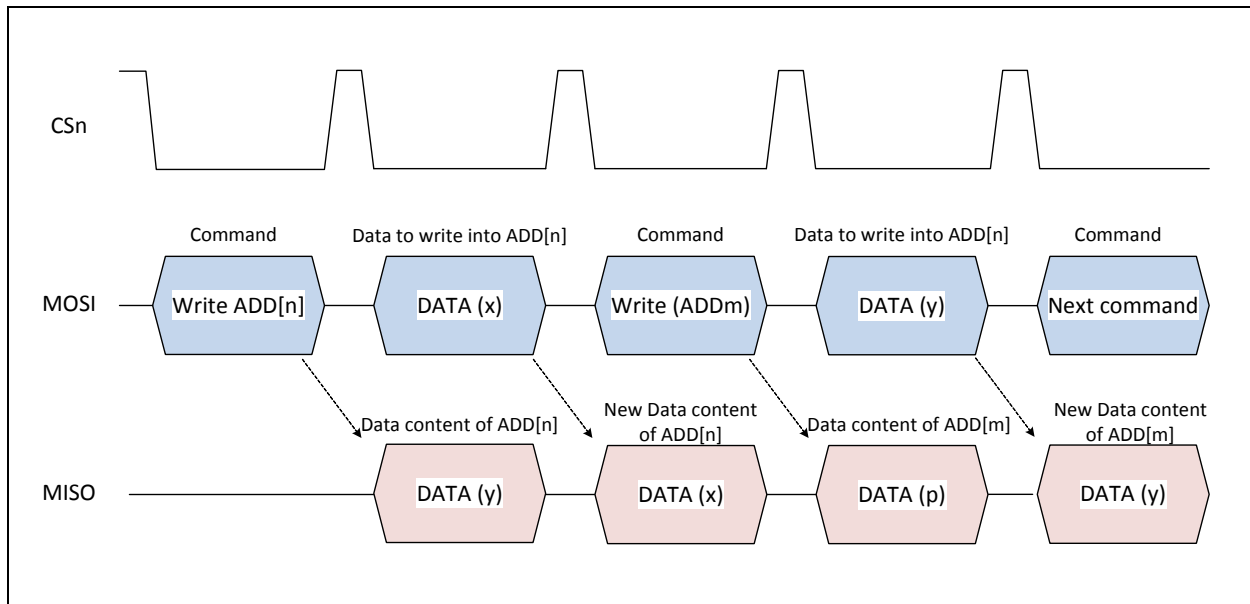 CSn
Command
Data to write into ADD[n]
Command
Data to write into ADD[n]
Command
MOSI
Write ADD[n]
DATA (x)
Write (ADDm)
DATA (y)
Next command
Data content of ADD[n]
New Data content
of ADD[n]
Data content of ADD[m]
New Data content
of ADD[m]
MISO
DATA (y)
DATA (x)
DATA (p)
DATA (y)